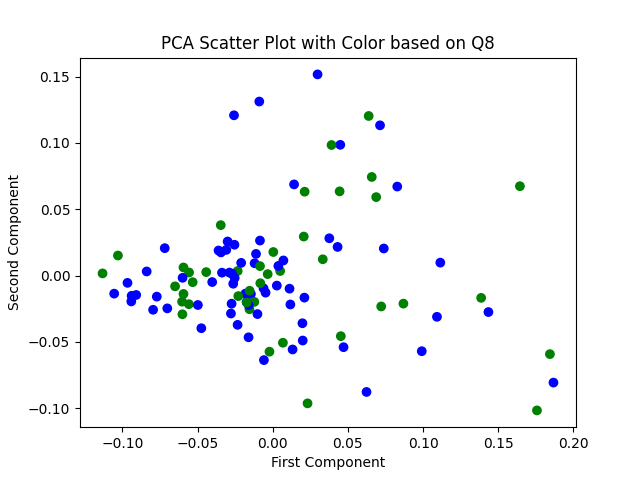 PCA Scatter Plot with Color based on Q8
Second Component
0.15
0.10
0.05
0.00
−0.05
−0.10
−0.10 −0.05 0.00 0.05 0.10 0.15 0.20
First Component